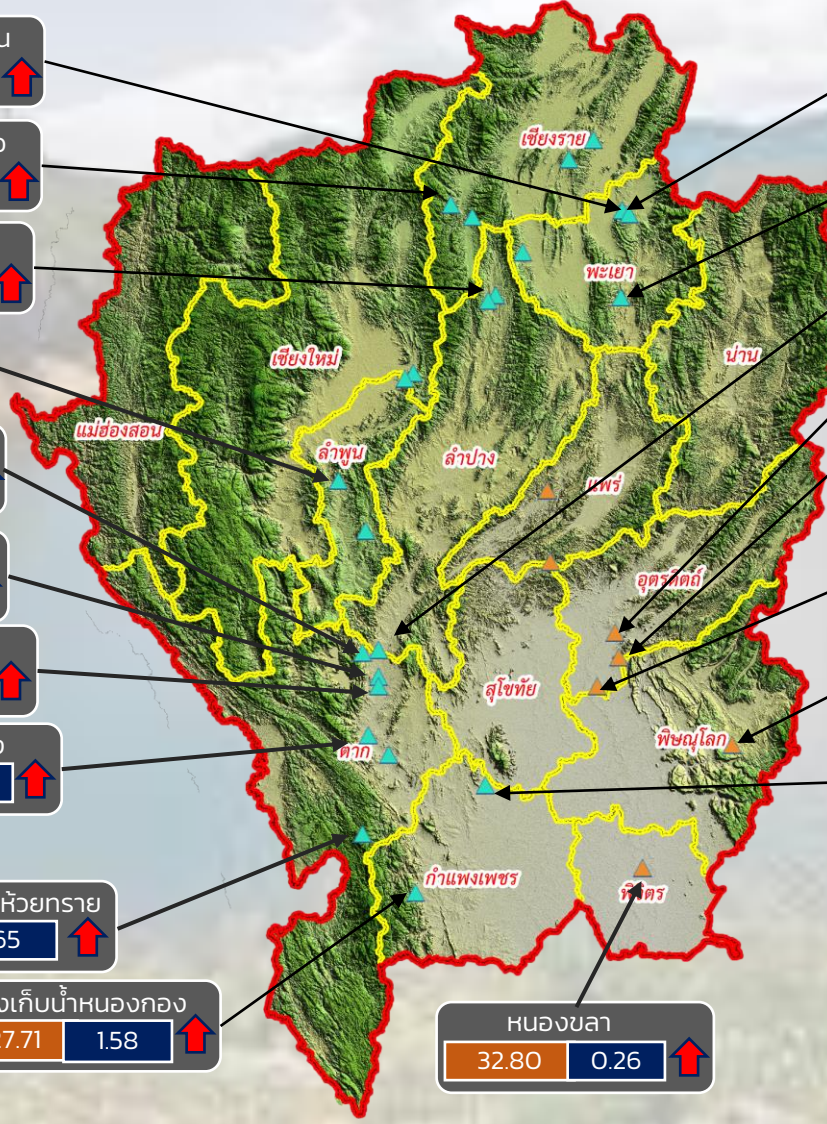 น
เชียงราย
พะเยา
น่าน
เชียงใหม่
แม่ฮ่องสอน
ลำพูน
ลำปาง
แพร่
อุตรดิตถ์
สุโขทัย
พิษณุโลก
ตาก
กำแพงเพชร
ห้วยทราย
65
งเก็บน้ำหนองกอง
27.71 1.58
หนองขลา
32.80 0.26